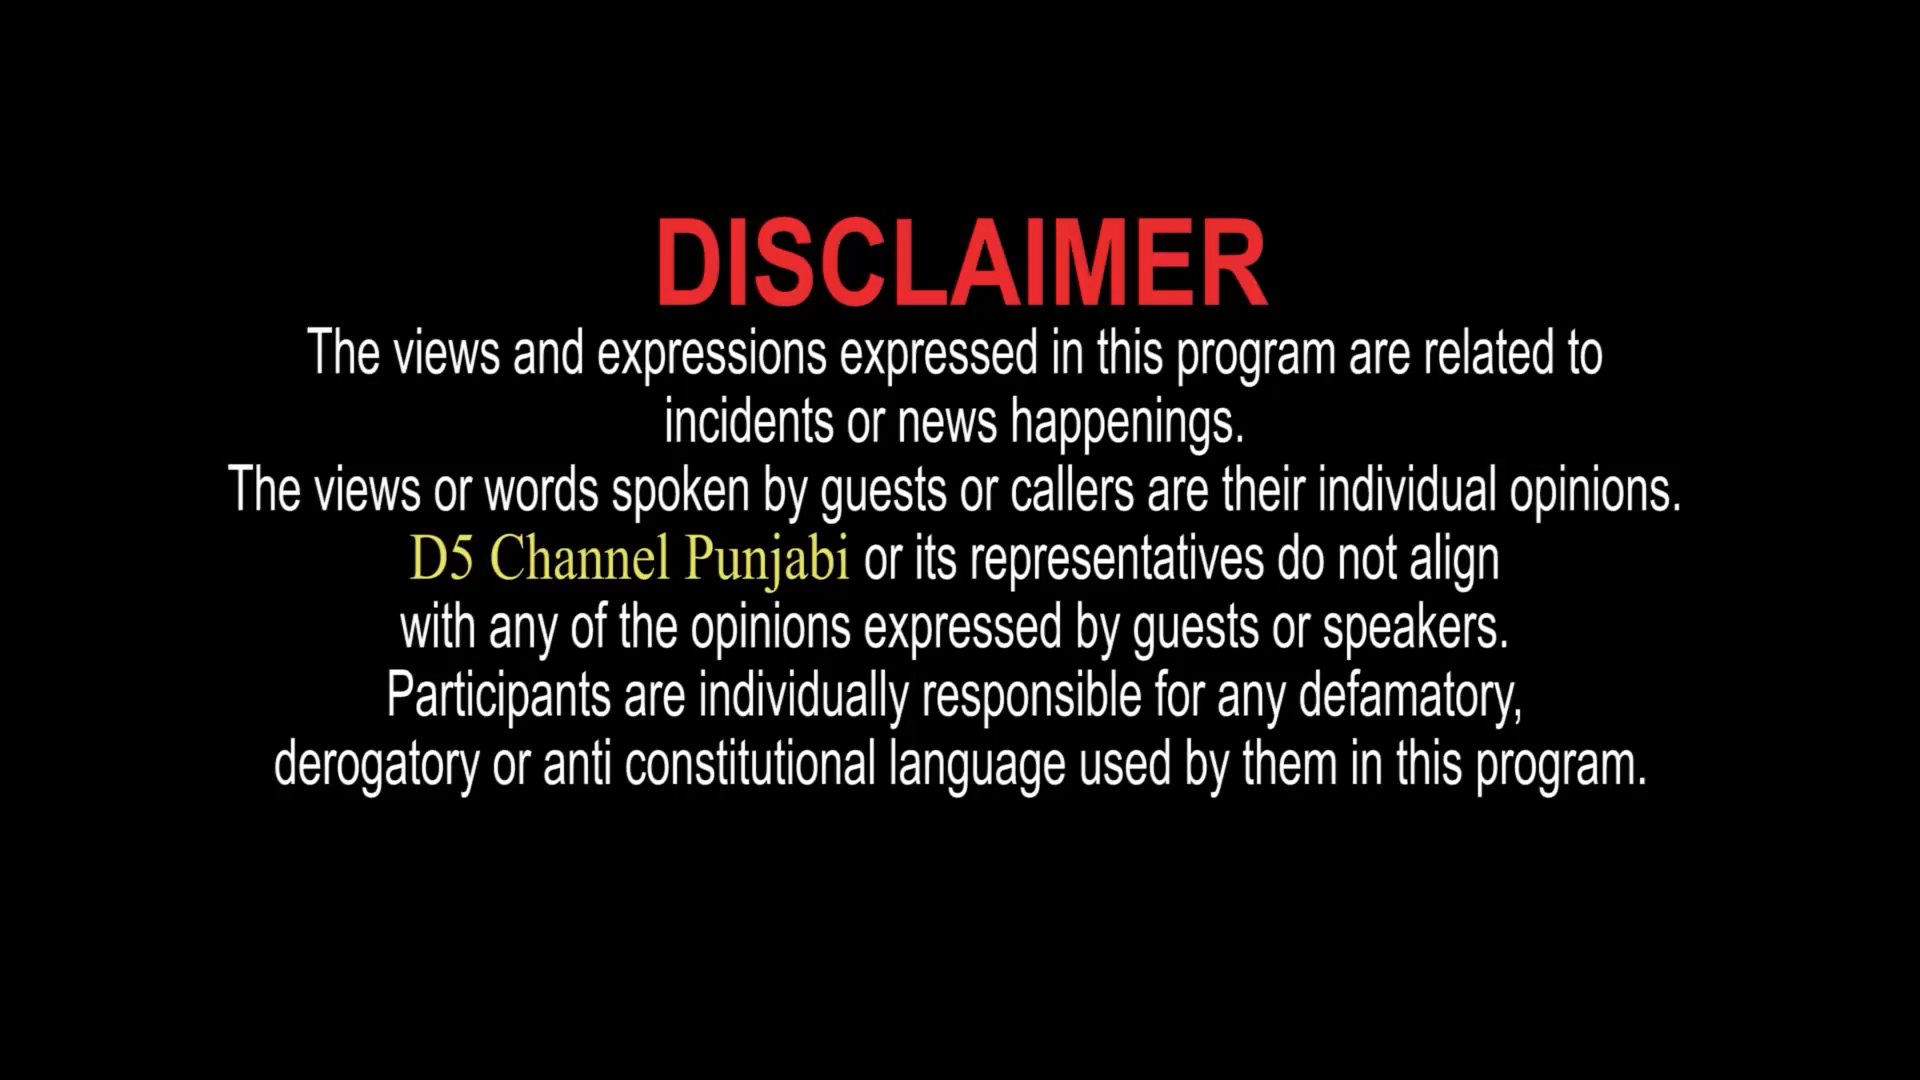 DISCLAIMER
The views and expressions expressed in this program are related to
incidents or news happenings.
The views or words spoken by guests or callers are their individual opinions.
D5 Channel Punjabi or its representatives do not align
with any of the opinions expressed by guests or speakers.
Participants are individually responsible for any defamatory,
derogatory or anti constitutional language used by them in this program.